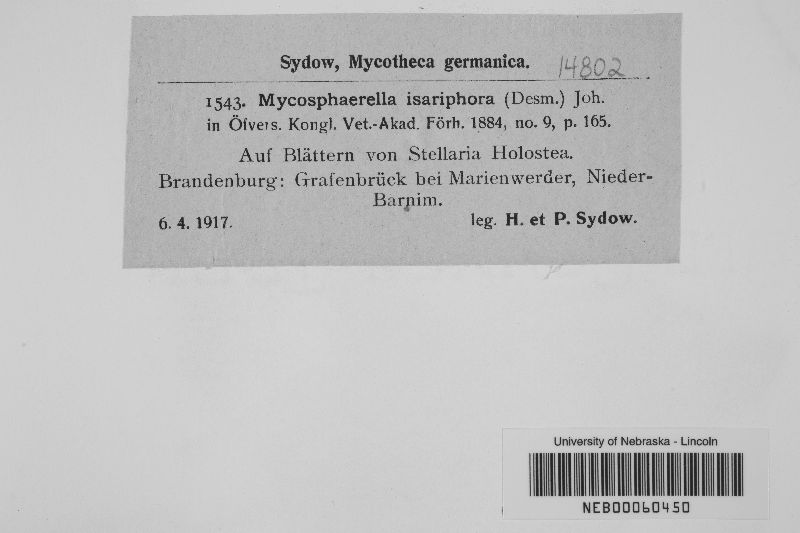 Sydow, Mycotheca germanica. 14802
1543. Mycosphaerella isariphora (Desm.) Joh.
in Öfvers. Kongl. Vet.-Akad. Förh. 1884, no. 9, p. 165.
Auf Blättern von Stellaria Holostea.
Brandenburg: Grafenbrück bei Marienwerder, Nieder-
Barnim.
6. 4. 1917. leg. H. et P. Sydow.
University of Nebraska - Lincoln
NEB00060450